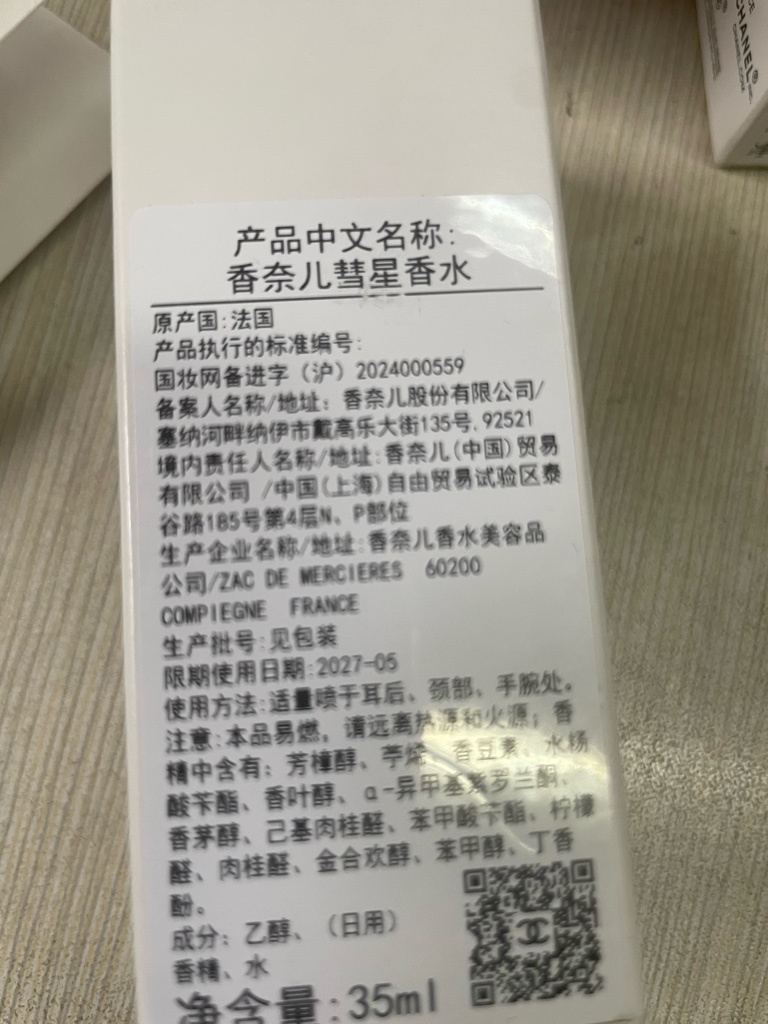 CHANEL®
CHANEL.COM
产品中文名称:
香奈儿彗星香水
原产国:法国
产品执行的标准编号:
国妆网备进字（沪）2024000559
备案人名称/地址: 香奈儿股份有限公司/
塞纳河畔纳伊市戴高乐大街135号,92521
境内责任人名称/地址:香奈儿(中国)贸易
有限公司 /中国(上海)自由贸易试验区泰
谷路185号第4层N、P部位
生产企业名称/地址:香奈儿香水美容品
公司/ZAC DE MERCIERES 60200
COMPIEGNE FRANCE
生产批号:见包装
限期使用日期:2027-05
使用方法:适量喷于耳后、颈部、手腕处。
注意:本品易燃，请远离热源和火源；香
精中含有: 芳樟醇、苧烯、香豆素、水杨
酸苄酯、香叶醇、α-异甲基紫罗兰酮、
香茅醇、己基肉桂醛、苯甲酸苄酯、柠檬
醛、肉桂醛、金合欢醇、苯甲醇、丁香
酚。
成分: 乙醇、（日用）
香精、水
净含量:35ml